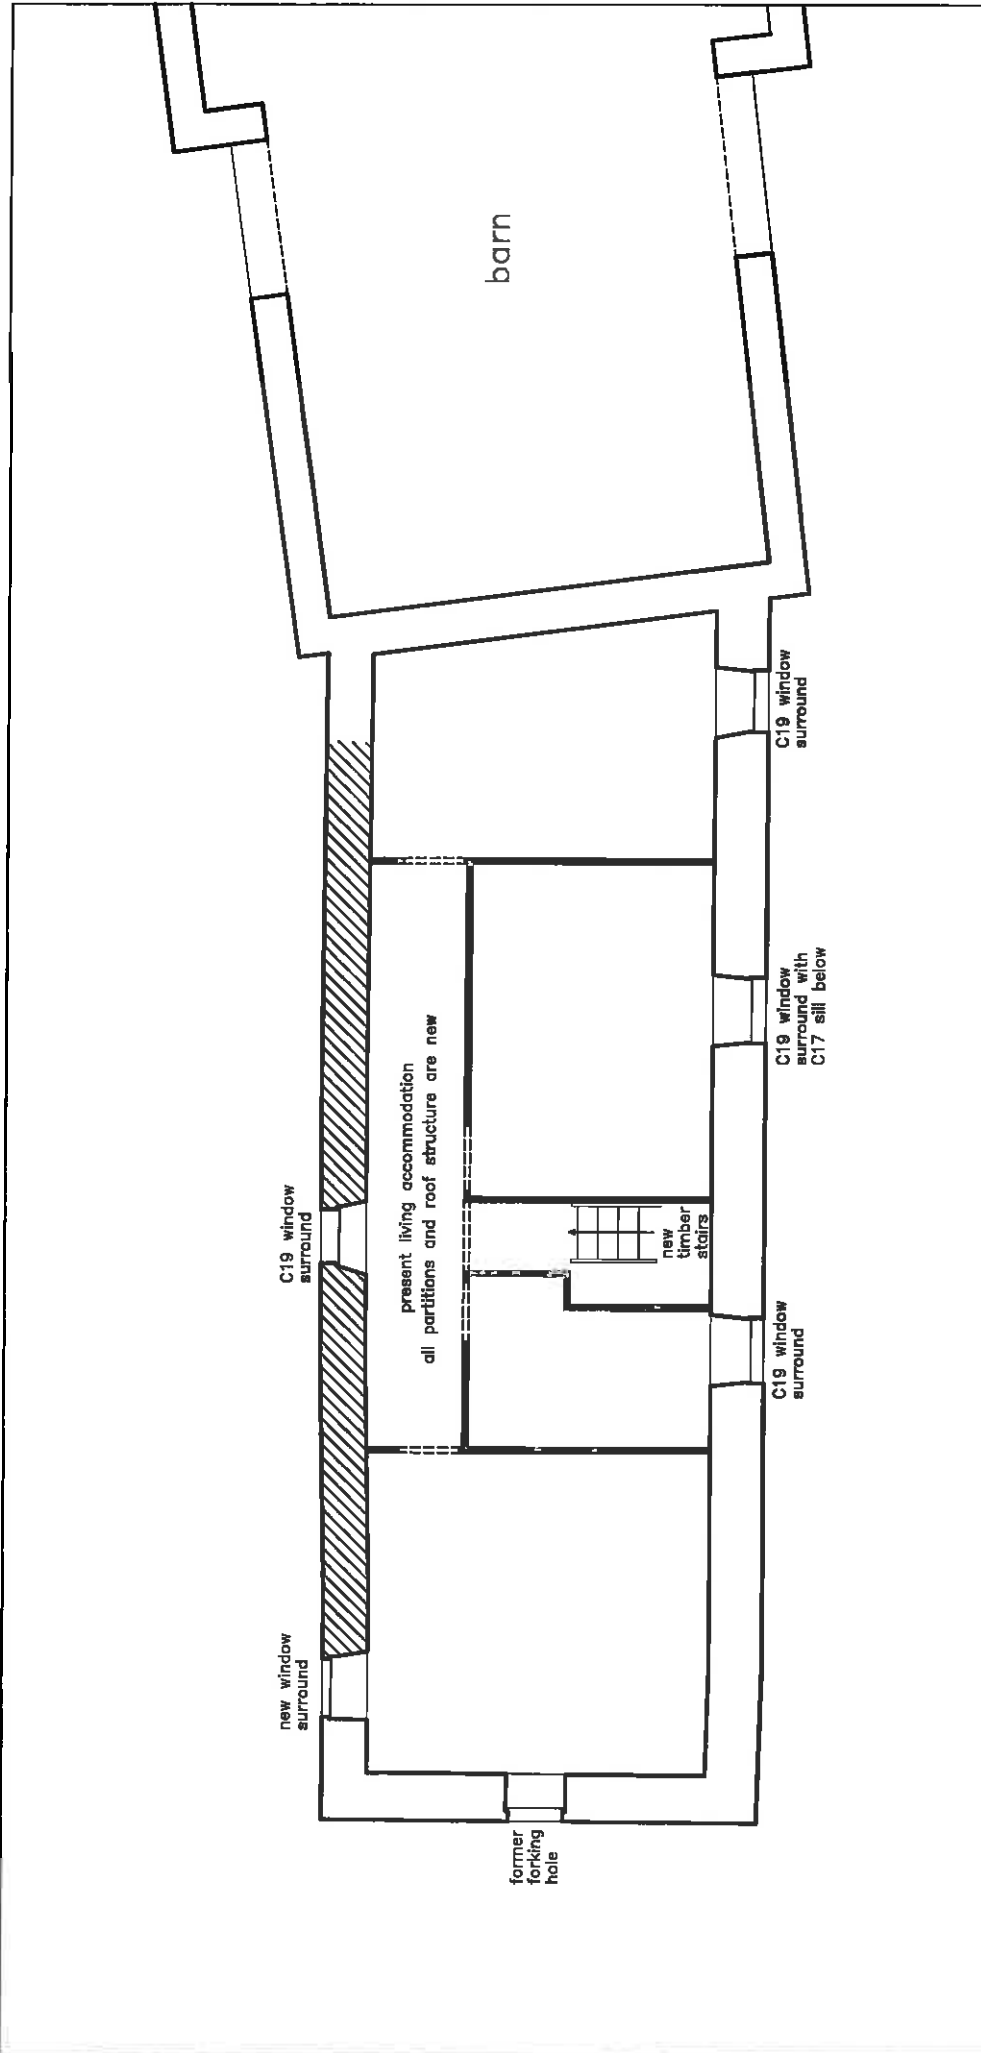 barn
C19 window
surround
C19 window
surround with
C17 sill below
present living accommodation
all partitions and roof structure are new
C19 window
surround
new
timber
stairs
C19 window
surround
new window
surround
former
forking
hole